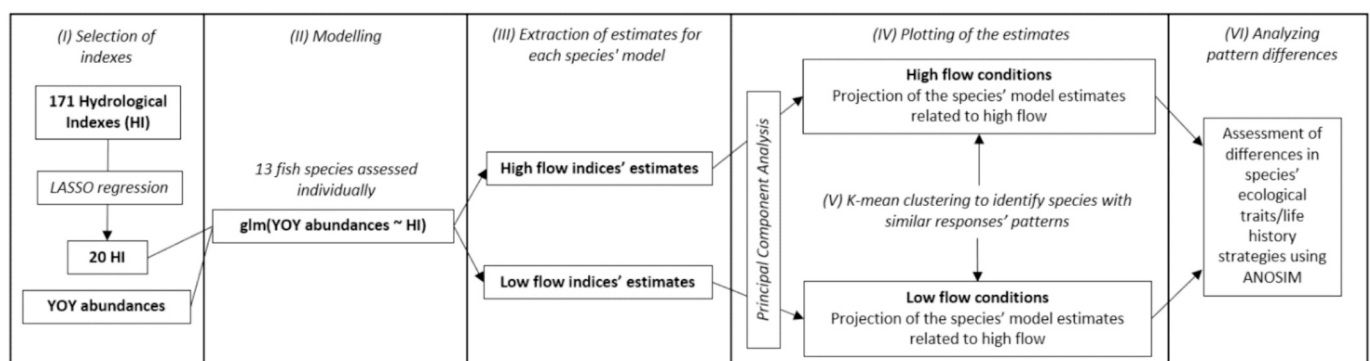 (I) Selection of
indexes
171 Hydrological
Indexes (HI)
LASSO regression
20 HI
YOY abundances
(II) Modelling
13 fish species assessed
individually
glm(YOY abundances ~ HI)
(III) Extraction of estimates for
each species' model
High flow indices’ estimates
Low flow indices’ estimates
(IV) Plotting of the estimates
Principal Component Analysis
High flow conditions
Projection of the species’ model estimates
related to high flow
(V) K-mean clustering to identify species with
similar responses’ patterns
Low flow conditions
Projection of the species’ model estimates
related to high flow
(VI) Analyzing
pattern differences
Assessment of
differences in
species’
ecological
traits/life
history
strategies using
ANOSIM